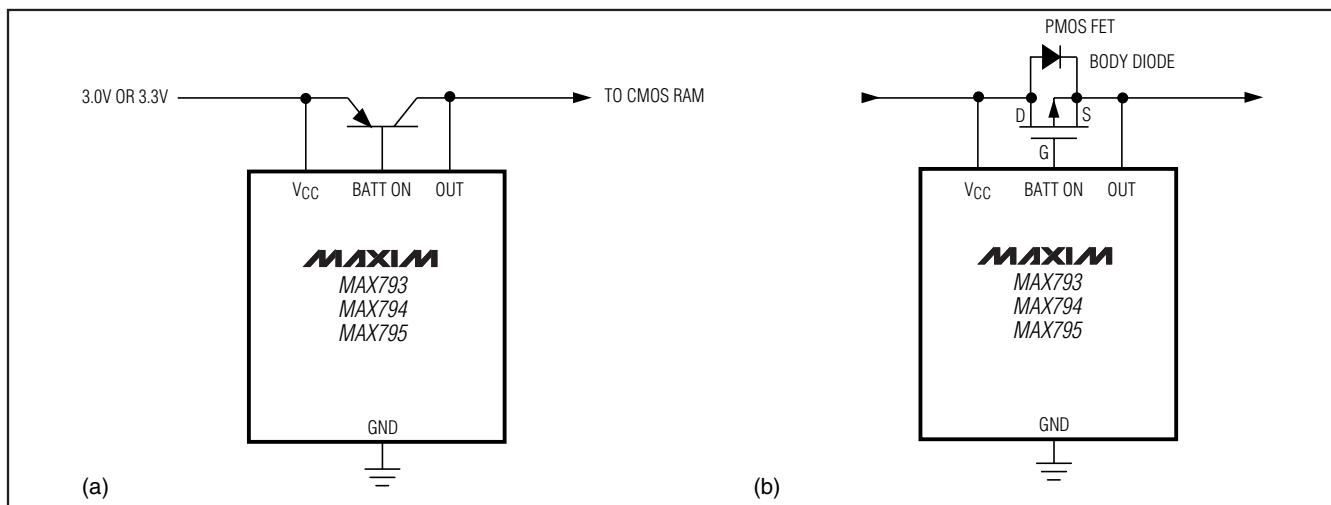 3.0V OR 3.3V
TO CMOS RAM
VCC
BATT ON
OUT
MAXIM
MAX793
MAX794
MAX795
GND
(a)
PMOS FET
BODY DIODE
D
S
G
VCC
BATT ON
OUT
MAXIM
MAX793
MAX794
MAX795
GND
(b)